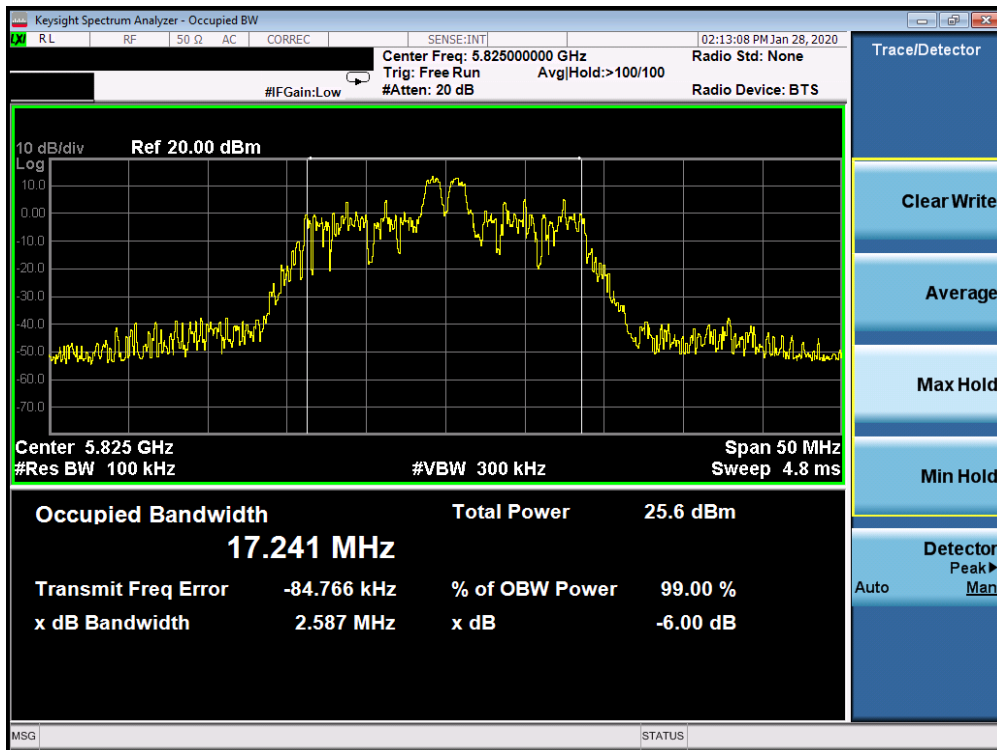 Keysight Spectrum Analyzer - Occupied BW
LXI RL RF 50 Ω AC CORREC SENSE:INT 02:13:08 PM Jan 28, 2020
Center Freq: 5.825000000 GHz Radio Std: None
Trig: Free Run Avg|Hold:>100/100
#IFGain:Low #Atten: 20 dB Radio Device: BTS
10 dB/div Ref 20.00 dBm
Log
10.0
0.00
-10.0
-20.0
-30.0
-40.0
-50.0
-60.0
-70.0
Center 5.825 GHz Span 50 MHz
#Res BW 100 kHz #VBW 300 kHz Sweep 4.8 ms
Occupied Bandwidth Total Power 25.6 dBm
17.241 MHz
Transmit Freq Error -84.766 kHz % of OBW Power 99.00 %
x dB Bandwidth 2.587 MHz x dB -6.00 dB
MSG STATUS
Trace/Detector
Clear Write
Average
Max Hold
Min Hold
Detector
Peak▶
Auto Man